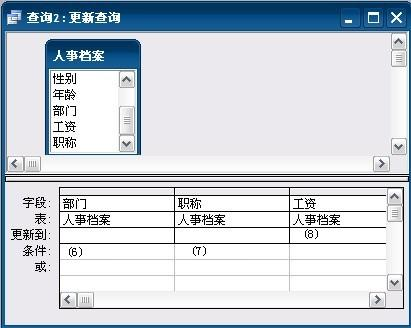 查询2:更新查询
人事档案
性别
年龄
部门
工资
职称
字段: 部门 职称 工资
表: 人事档案 人事档案 人事档案
更新到: (8)
条件: (6) (7)
或: